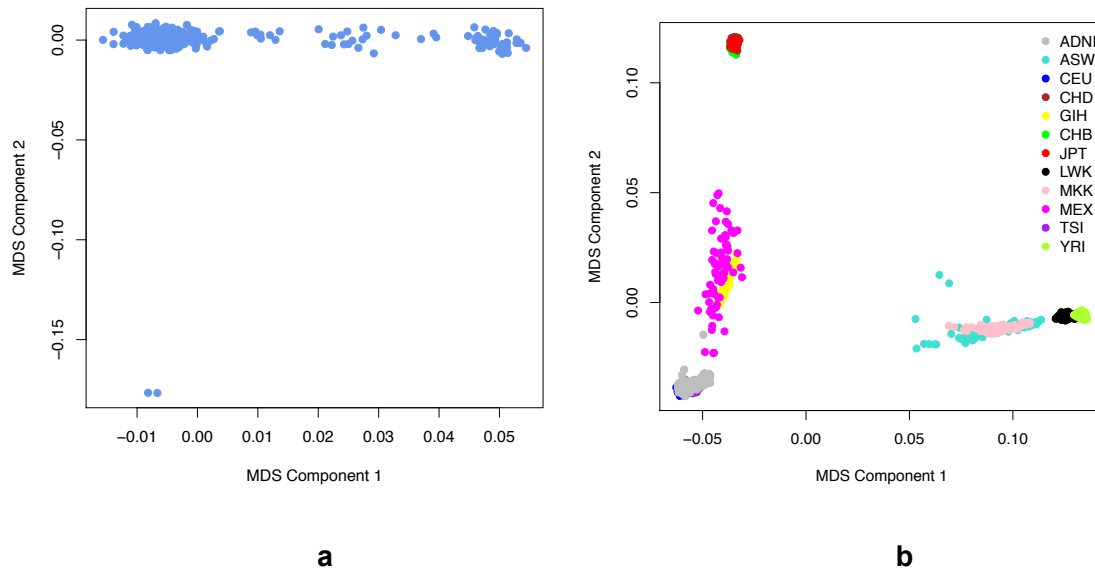 0.00
−0.05
−0.10
−0.15
MDS Component 2
−0.01
0.00
0.01
0.02
0.03
0.04
0.05
MDS Component 1
a
0.10
0.05
0.00
MDS Component 2
−0.05
0.00
0.05
0.10
MDS Component 1
ADNI
ASW
CEU
CHD
GIH
CHB
JPT
LWK
MKK
MEX
TSI
YRI
b